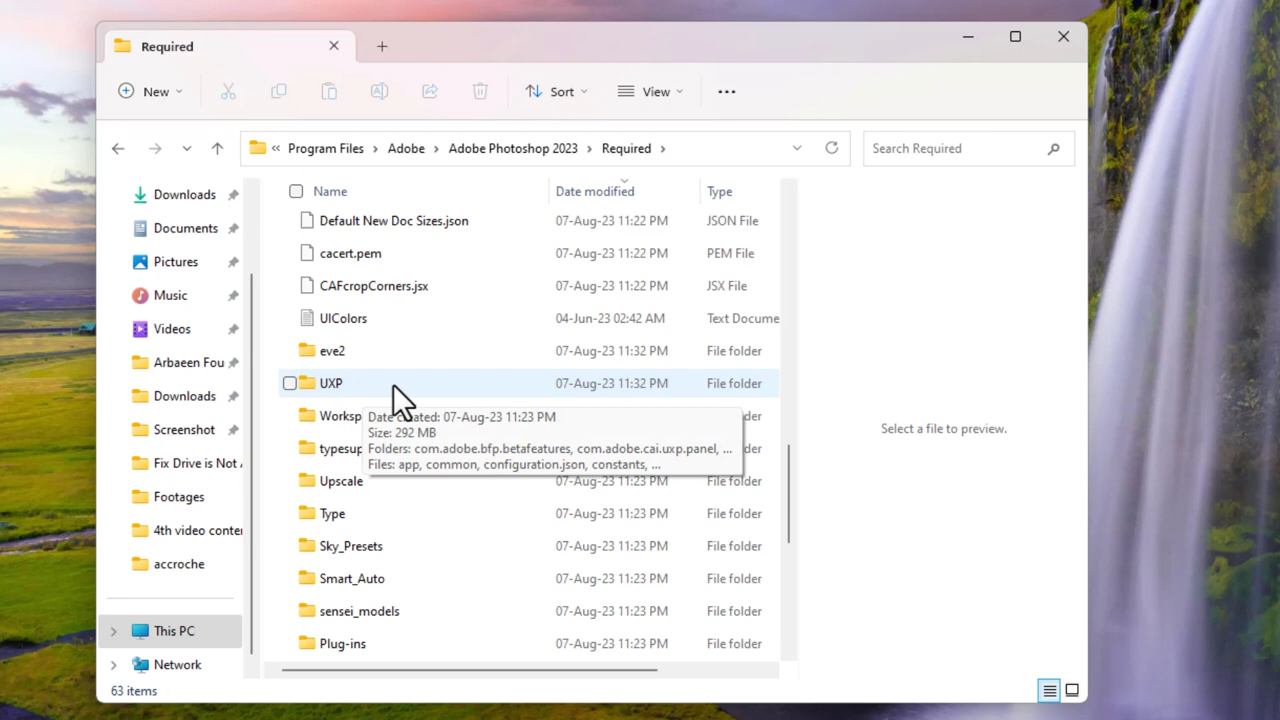 Required
New
Sort
View
Program Files
Adobe
Adobe Photoshop 2023
Required
Search Required
Downloads
Documents
Pictures
Music
Videos
Arbaeen Fou
Downloads
Screenshot
Fix Drive is Not A
Footages
4th video conter
accroche
This PC
Network
Name Date modified Type
Default New Doc Sizes.json 07-Aug-23 11:22 PM JSON File
cacert.pem 07-Aug-23 11:22 PM PEM File
CAFcropCorners.jsx 07-Aug-23 11:22 PM JSX File
UIColors 04-Jun-23 02:42 AM Text Docume
eve2 07-Aug-23 11:32 PM File folder
UXP 07-Aug-23 11:32 PM File folder
Worksp der
Date created: 07-Aug-23 11:23 PM
Size: 292 MB
typesup der
Folders: com.adobe.bfp.betafeatures, com.adobe.cai.uxp.panel, ...
Files: app, common, configuration.json, constants, ...
Upscale 07-Aug-23 11:23 PM File folder
Type 07-Aug-23 11:23 PM File folder
Sky_Presets 07-Aug-23 11:23 PM File folder
Smart_Auto 07-Aug-23 11:23 PM File folder
sensei_models 07-Aug-23 11:23 PM File folder
Plug-ins 07-Aug-23 11:23 PM File folder
Select a file to preview.
63 items